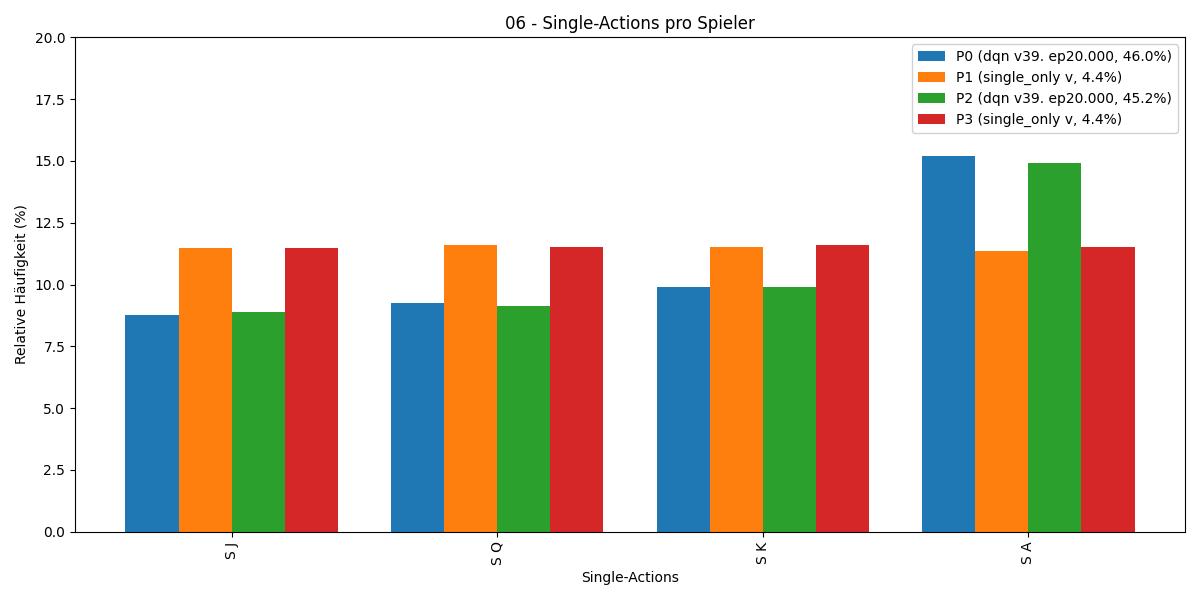 06 - Single-Actions pro Spieler
20.0
17.5
15.0
12.5
10.0
7.5
5.0
2.5
0.0
Relative Häufigkeit (%)
P0 (dqn v39. ep20.000, 46.0%)
P1 (single_only v, 4.4%)
P2 (dqn v39. ep20.000, 45.2%)
P3 (single_only v, 4.4%)
S J
S Q
S K
S A
Single-Actions